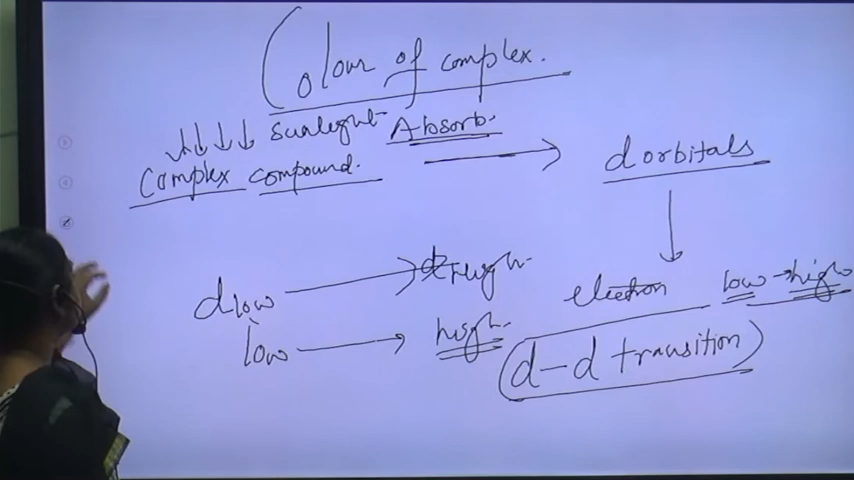 Colour of complex.
sunlight Absorb.
complex compound.
d orbitals
d low → d high.
electron low → high
low → high.
(d-d transition)